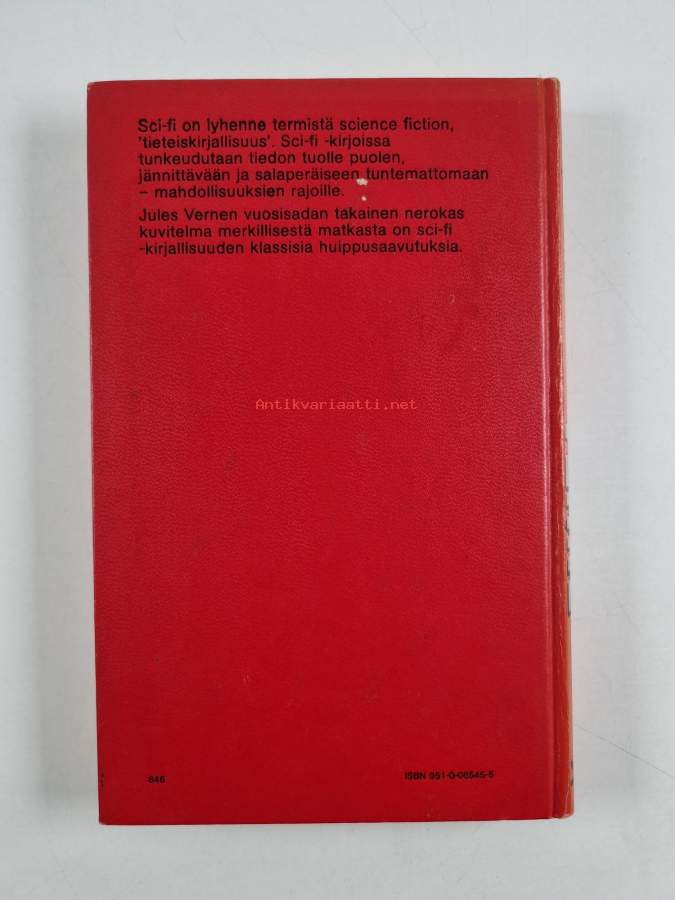 Sci-fi on lyhenne termistä science fiction,
'tieteiskirjallisuus'. Sci-fi -kirjoissa
tunkeudutaan tiedon tuolle puolen,
jännittävään ja salaperäiseen tuntemattomaan
– mahdollisuuksien rajoille.
Jules Vernen vuosisadan takainen nerokas
kuvitelma merkillisestä matkasta on sci-fi
-kirjallisuuden klassisia huippusaavutuksia.
Antikvariaatti.net
846
ISBN 951-0-06545-5